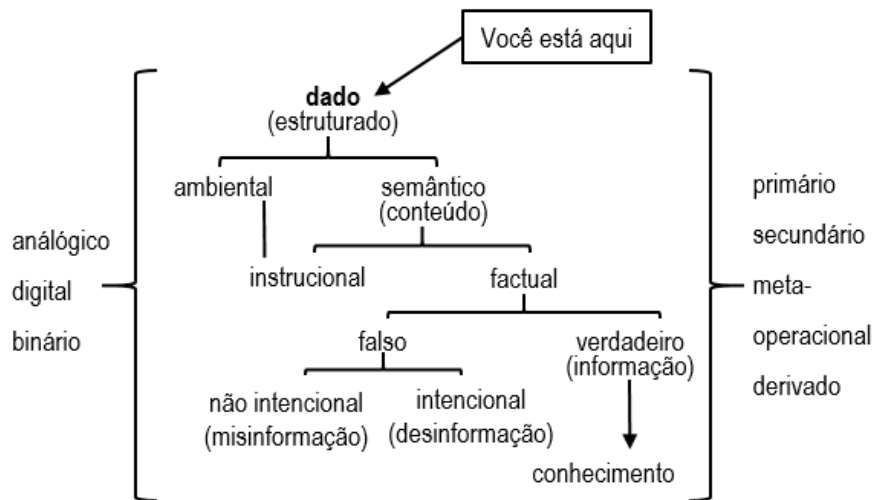 Você está aqui
dado
(estruturado)
ambiental
semântico
(conteúdo)
instrucional
factual
falso
verdadeiro
(informação)
não intencional
(misinformação)
intencional
(desinformação)
conhecimento
análógico
digital
binário
primário
secundário
meta-
operacional
derivado